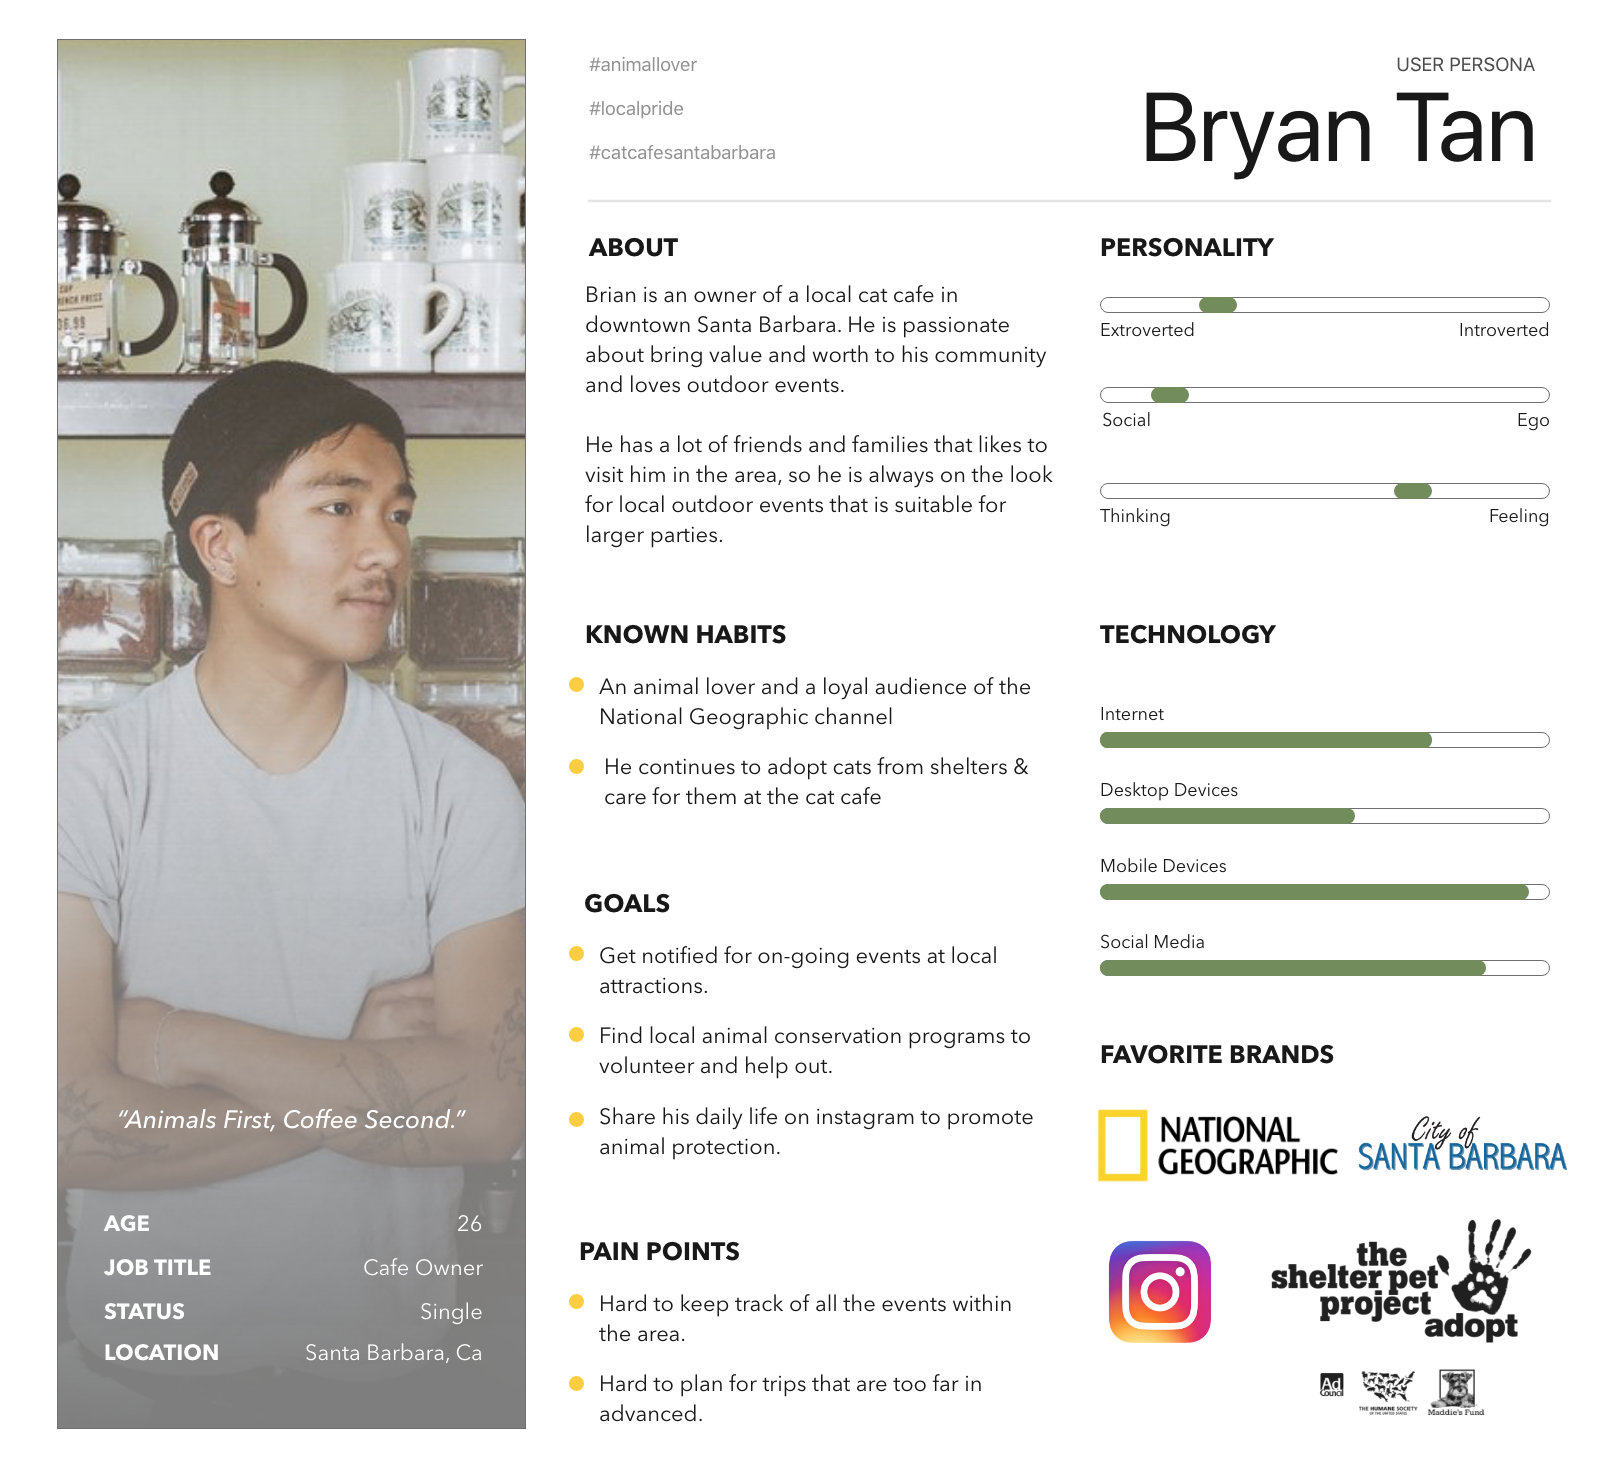 #animallover
#localpride
#catcafesantabarbara
USER PERSONA
Bryan Tan
ABOUT
Brian is an owner of a local cat cafe in
downtown Santa Barbara. He is passionate
about bring value and worth to his community
and loves outdoor events.
He has a lot of friends and families that likes to
visit him in the area, so he is always on the look
for local outdoor events that is suitable for
larger parties.
KNOWN HABITS
An animal lover and a loyal audience of the
National Geographic channel
He continues to adopt cats from shelters &
care for them at the cat cafe
GOALS
Get notified for on-going events at local
attractions.
Find local animal conservation programs to
volunteer and help out.
Share his daily life on instagram to promote
animal protection.
PAIN POINTS
Hard to keep track of all the events within
the area.
Hard to plan for trips that are too far in
advanced.
PERSONALITY
Extroverted Introverted
Social Ego
Thinking Feeling
TECHNOLOGY
Internet
Desktop Devices
Mobile Devices
Social Media
FAVORITE BRANDS
NATIONAL
GEOGRAPHIC
City of
SANTA BARBARA
the
shelter pet
project
adopt
Ad
Council
THE HUMANE SOCIETY
OF THE UNITED STATES
Maddie's Fund
CUP
FRENCH PRESS
"Animals First, Coffee Second."
AGE 26
JOB TITLE Cafe Owner
STATUS Single
LOCATION Santa Barbara, Ca